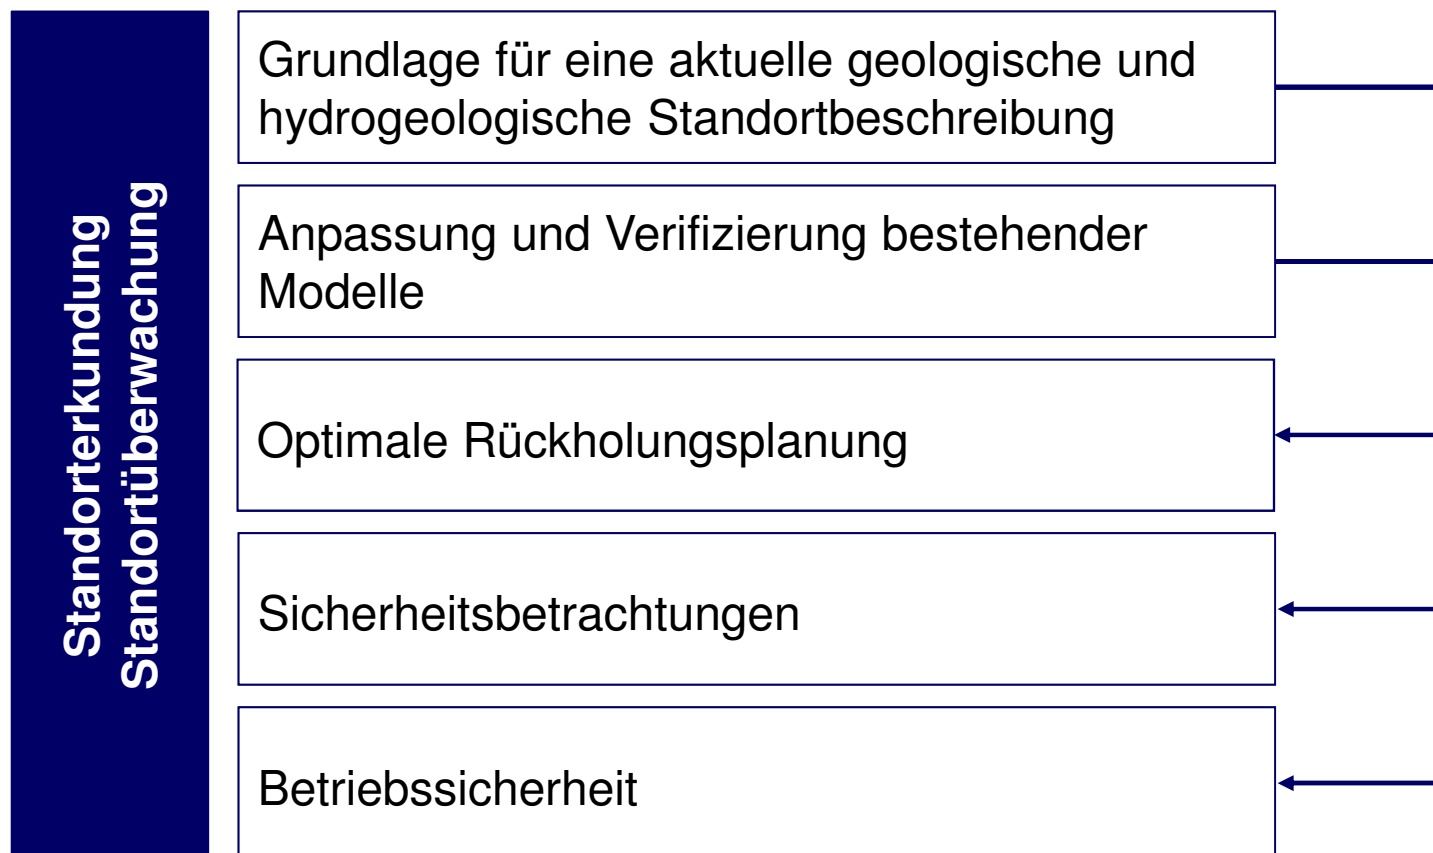 Standorterkundung
Standortüberwachung
Grundlage für eine aktuelle geologische und
hydrogeologische Standortbeschreibung
Anpassung und Verifizierung bestehender
Modelle
Optimale Rückholungsplanung
Sicherheitsbetrachtungen
Betriebssicherheit